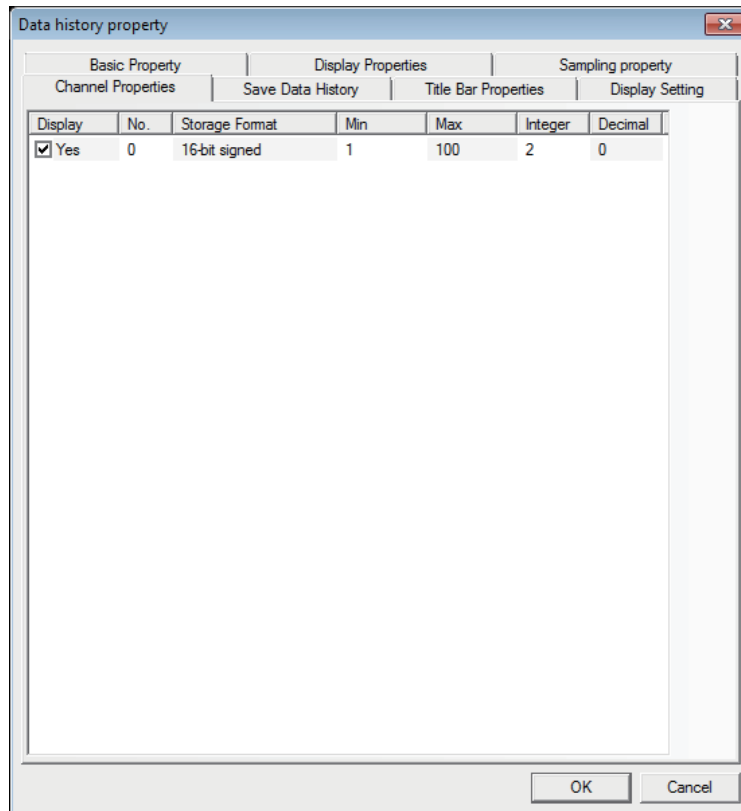 Data history property
Basic Property Display Properties Sampling property
Channel Properties Save Data History Title Bar Properties Display Setting
Display No. Storage Format Min Max Integer Decimal
Yes 0 16-bit signed 1 100 2 0
OK Cancel